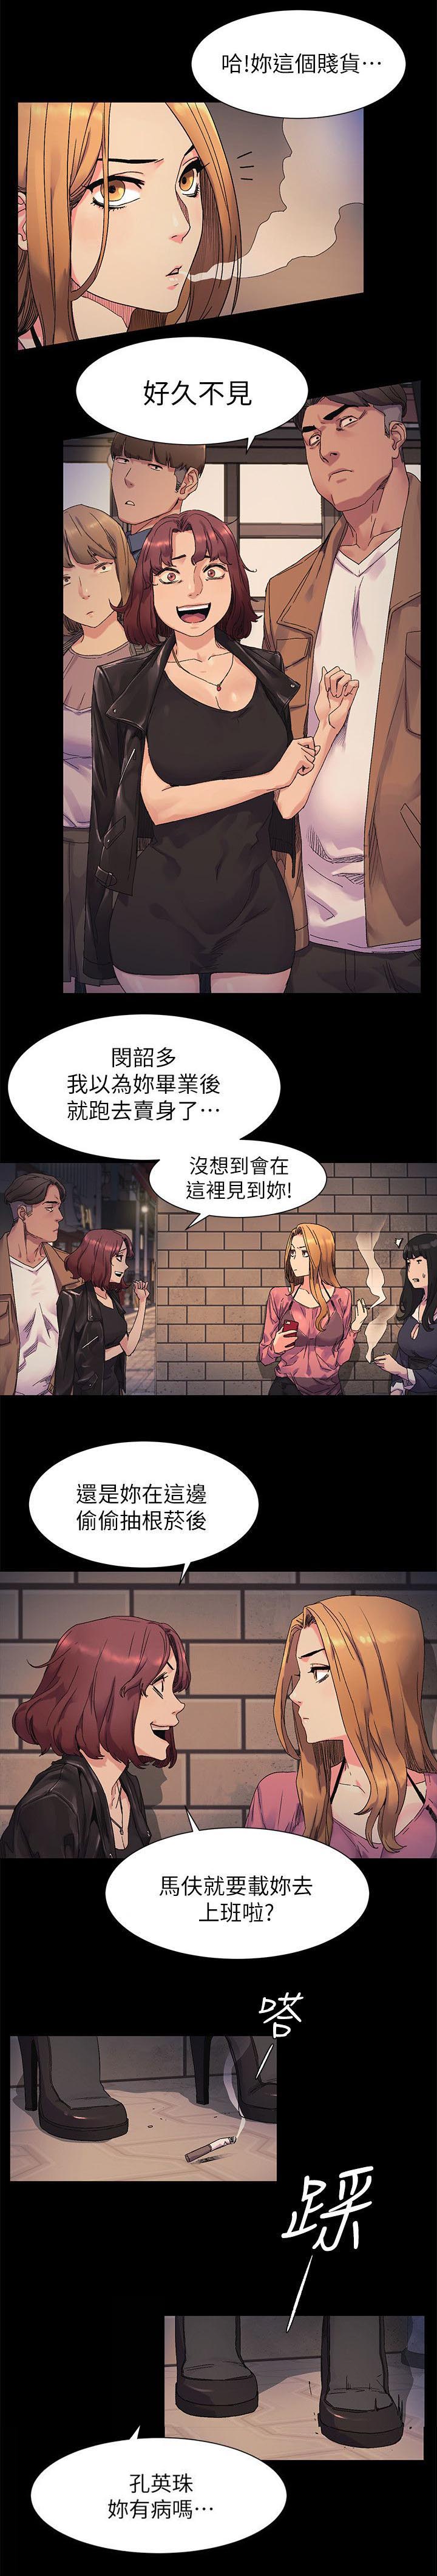 哈!妳這個賤貨⋯
好久不見
閔韶多
我以為妳畢業後
就跑去賣身了⋯
沒想到會在
這裡見到妳!
還是妳在這邊
偷偷抽根菸後
馬伕就要載妳去
上班啦?
嗒
踩
孔英珠
妳有病嗎⋯